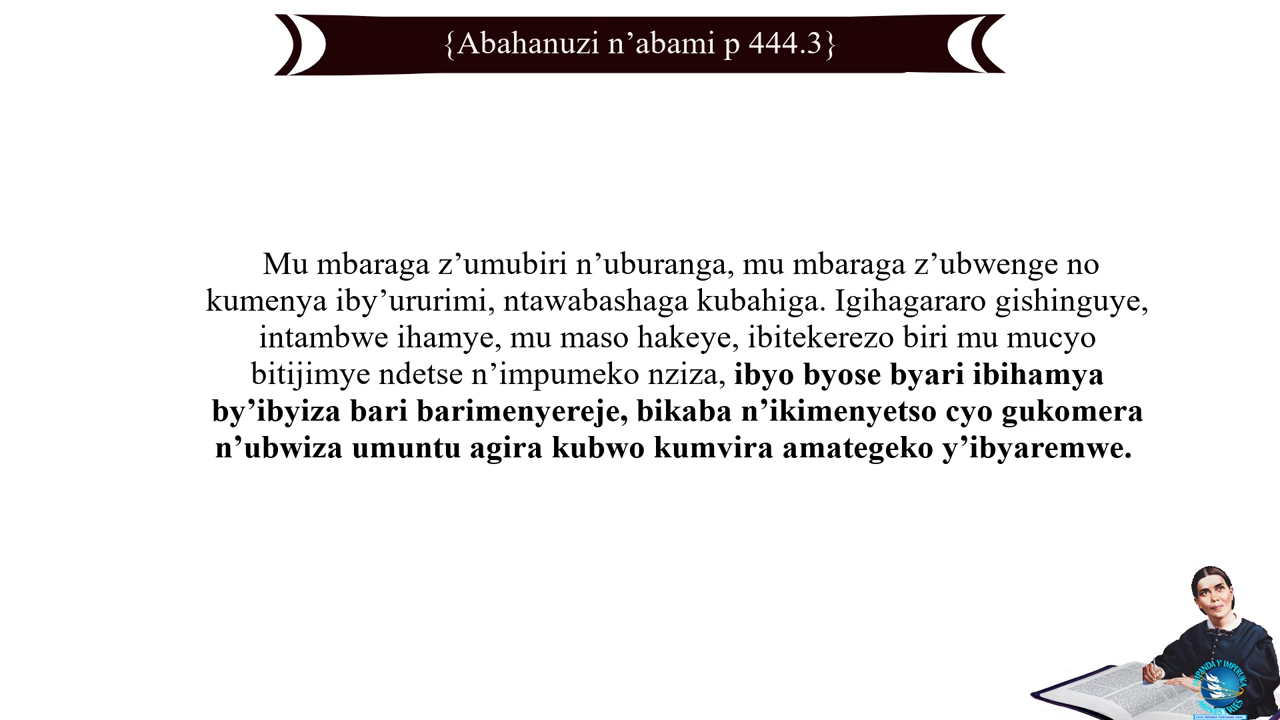 {Abahanuzi n’abami p 444.3}
Mu mbaraga z’umubiri n’uburanga, mu mbaraga z’ubwenge no
kumenya iby’ururimi, ntawabashaga kubahiga. Igihagararo gishinguye,
intambwe ihamye, mu maso hakeye, ibitekerezo biri mu mucyo
bitijimye ndetse n’impumeko nziza, ibyo byose byari ibihamya
by’ibyiza bari barimenyereje, bikaba n’ikimenyetso cyo gukomera
n’ubwiza umuntu agira kubwo kumvira amategeko y’ibyaremwe.